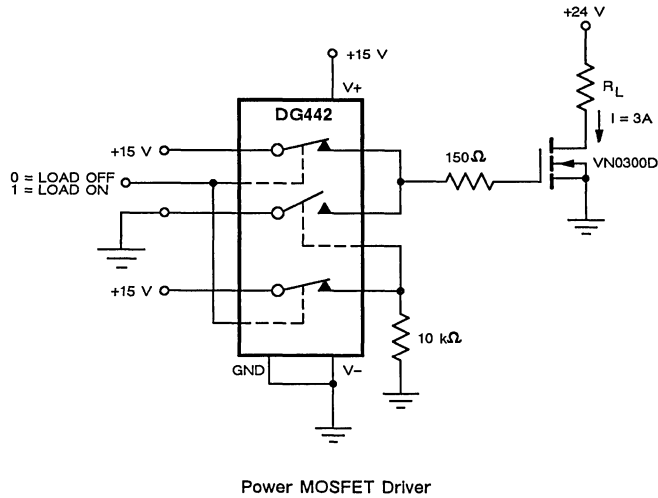 +24 V
+15 V
V+
DG442
R_L
I = 3A
+15 V
150Ω
VN0300D
0 = LOAD OFF
1 = LOAD ON
+15 V
10 kΩ
GND
V−
Power MOSFET Driver